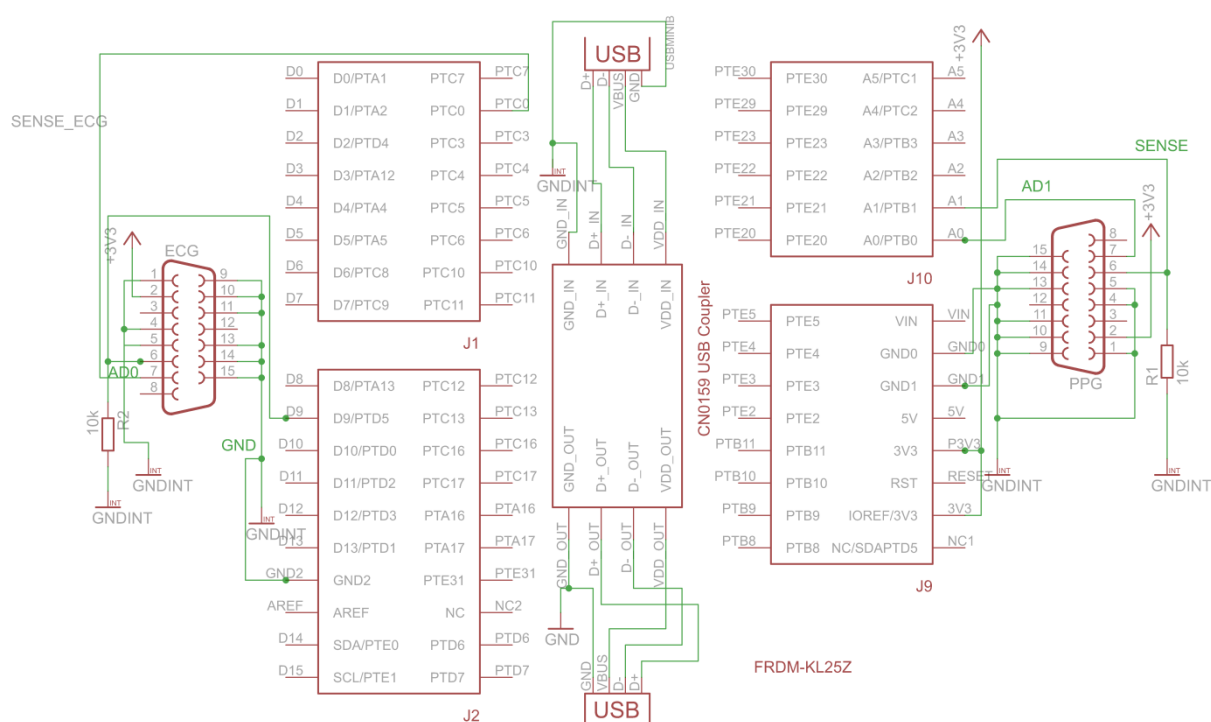 SENSE_ECG
D0 D0/PTA1 PTC7 PTC7
D1 D1/PTA2 PTC0 PTC0
D2 D2/PTD4 PTC3 PTC3
D3 D3/PTA12 PTC4 PTC4
D4 D4/PTA4 PTC5 PTC5
D5 D5/PTA5 PTC6 PTC6
D6 D6/PTC8 PTC10 PTC10
D7 D7/PTC9 PTC11 PTC11
J1
+3V3
ECG
1 9
2 10
3 11
4 12
5 13
6 14
7 15
8
AD0
10k
R2
GND
INT
GNDINT
INT
GNDINT
INT
GNDINT
D8 D8/PTA13 PTC12 PTC12
D9 D9/PTD5 PTC13 PTC13
D10 D10/PTD0 PTC16 PTC16
D11 D11/PTD2 PTC17 PTC17
D12 D12/PTD3 PTA16 PTA16
D13 D13/PTD1 PTA17 PTA17
GND2 GND2 PTE31 PTE31
AREF AREF NC NC2
D14 SDA/PTE0 PTD6 PTD6
D15 SCL/PTE1 PTD7 PTD7
J2
USB
USBMINIB
D+ D- VBUS GND
INT
GNDINT
GND_IN D+_IN D-_IN VDD_IN
GND_IN D+_IN D-_IN VDD_IN
CN0159 USB Coupler
GND_OUT D+_OUT D-_OUT VDD_OUT
GND_OUT D+_OUT D-_OUT VDD_OUT
GND
GND VBUS D- D+
USB
+3V3
PTE30 PTE30 A5/PTC1 A5
PTE29 PTE29 A4/PTC2 A4
PTE23 PTE23 A3/PTB3 A3
PTE22 PTE22 A2/PTB2 A2
PTE21 PTE21 A1/PTB1 A1
PTE20 PTE20 A0/PTB0 A0
J10
PTE5 PTE5 VIN VIN
PTE4 PTE4 GND0 GND0
PTE3 PTE3 GND1 GND1
PTE2 PTE2 5V 5V
PTB11 PTB11 3V3 P3V3
PTB10 PTB10 RST RESET
PTB9 PTB9 IOREF/3V3 3V3
PTB8 PTB8 NC/SDAPTD5 NC1
J9
SENSE
AD1
+3V3
8
15 7
14 6
13 5
12 4
11 3
10 2
9 1
PPG
R1
10k
INT
GNDINT
INT
GNDINT
FRDM-KL25Z